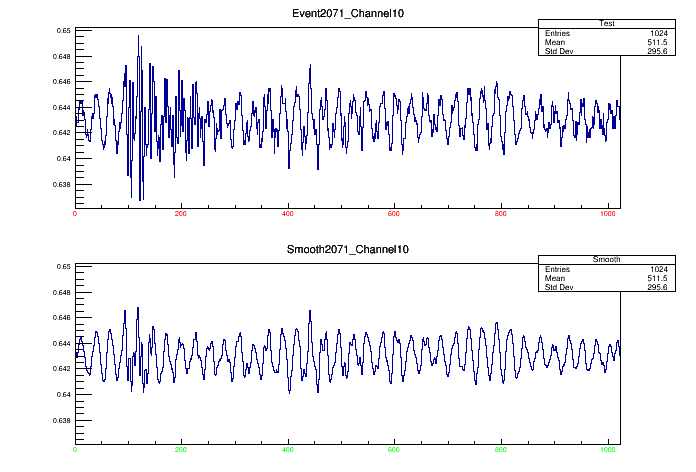 Event2071_Channel10
Test
Entries 1024
Mean 511.5
Std Dev 295.6
0.65
0.648
0.646
0.644
0.642
0.64
0.638
0 200 400 600 800 1000
Smooth2071_Channel10
Smooth
Entries 1024
Mean 511.5
Std Dev 295.6
0.65
0.648
0.646
0.644
0.642
0.64
0.638
0 200 400 600 800 1000